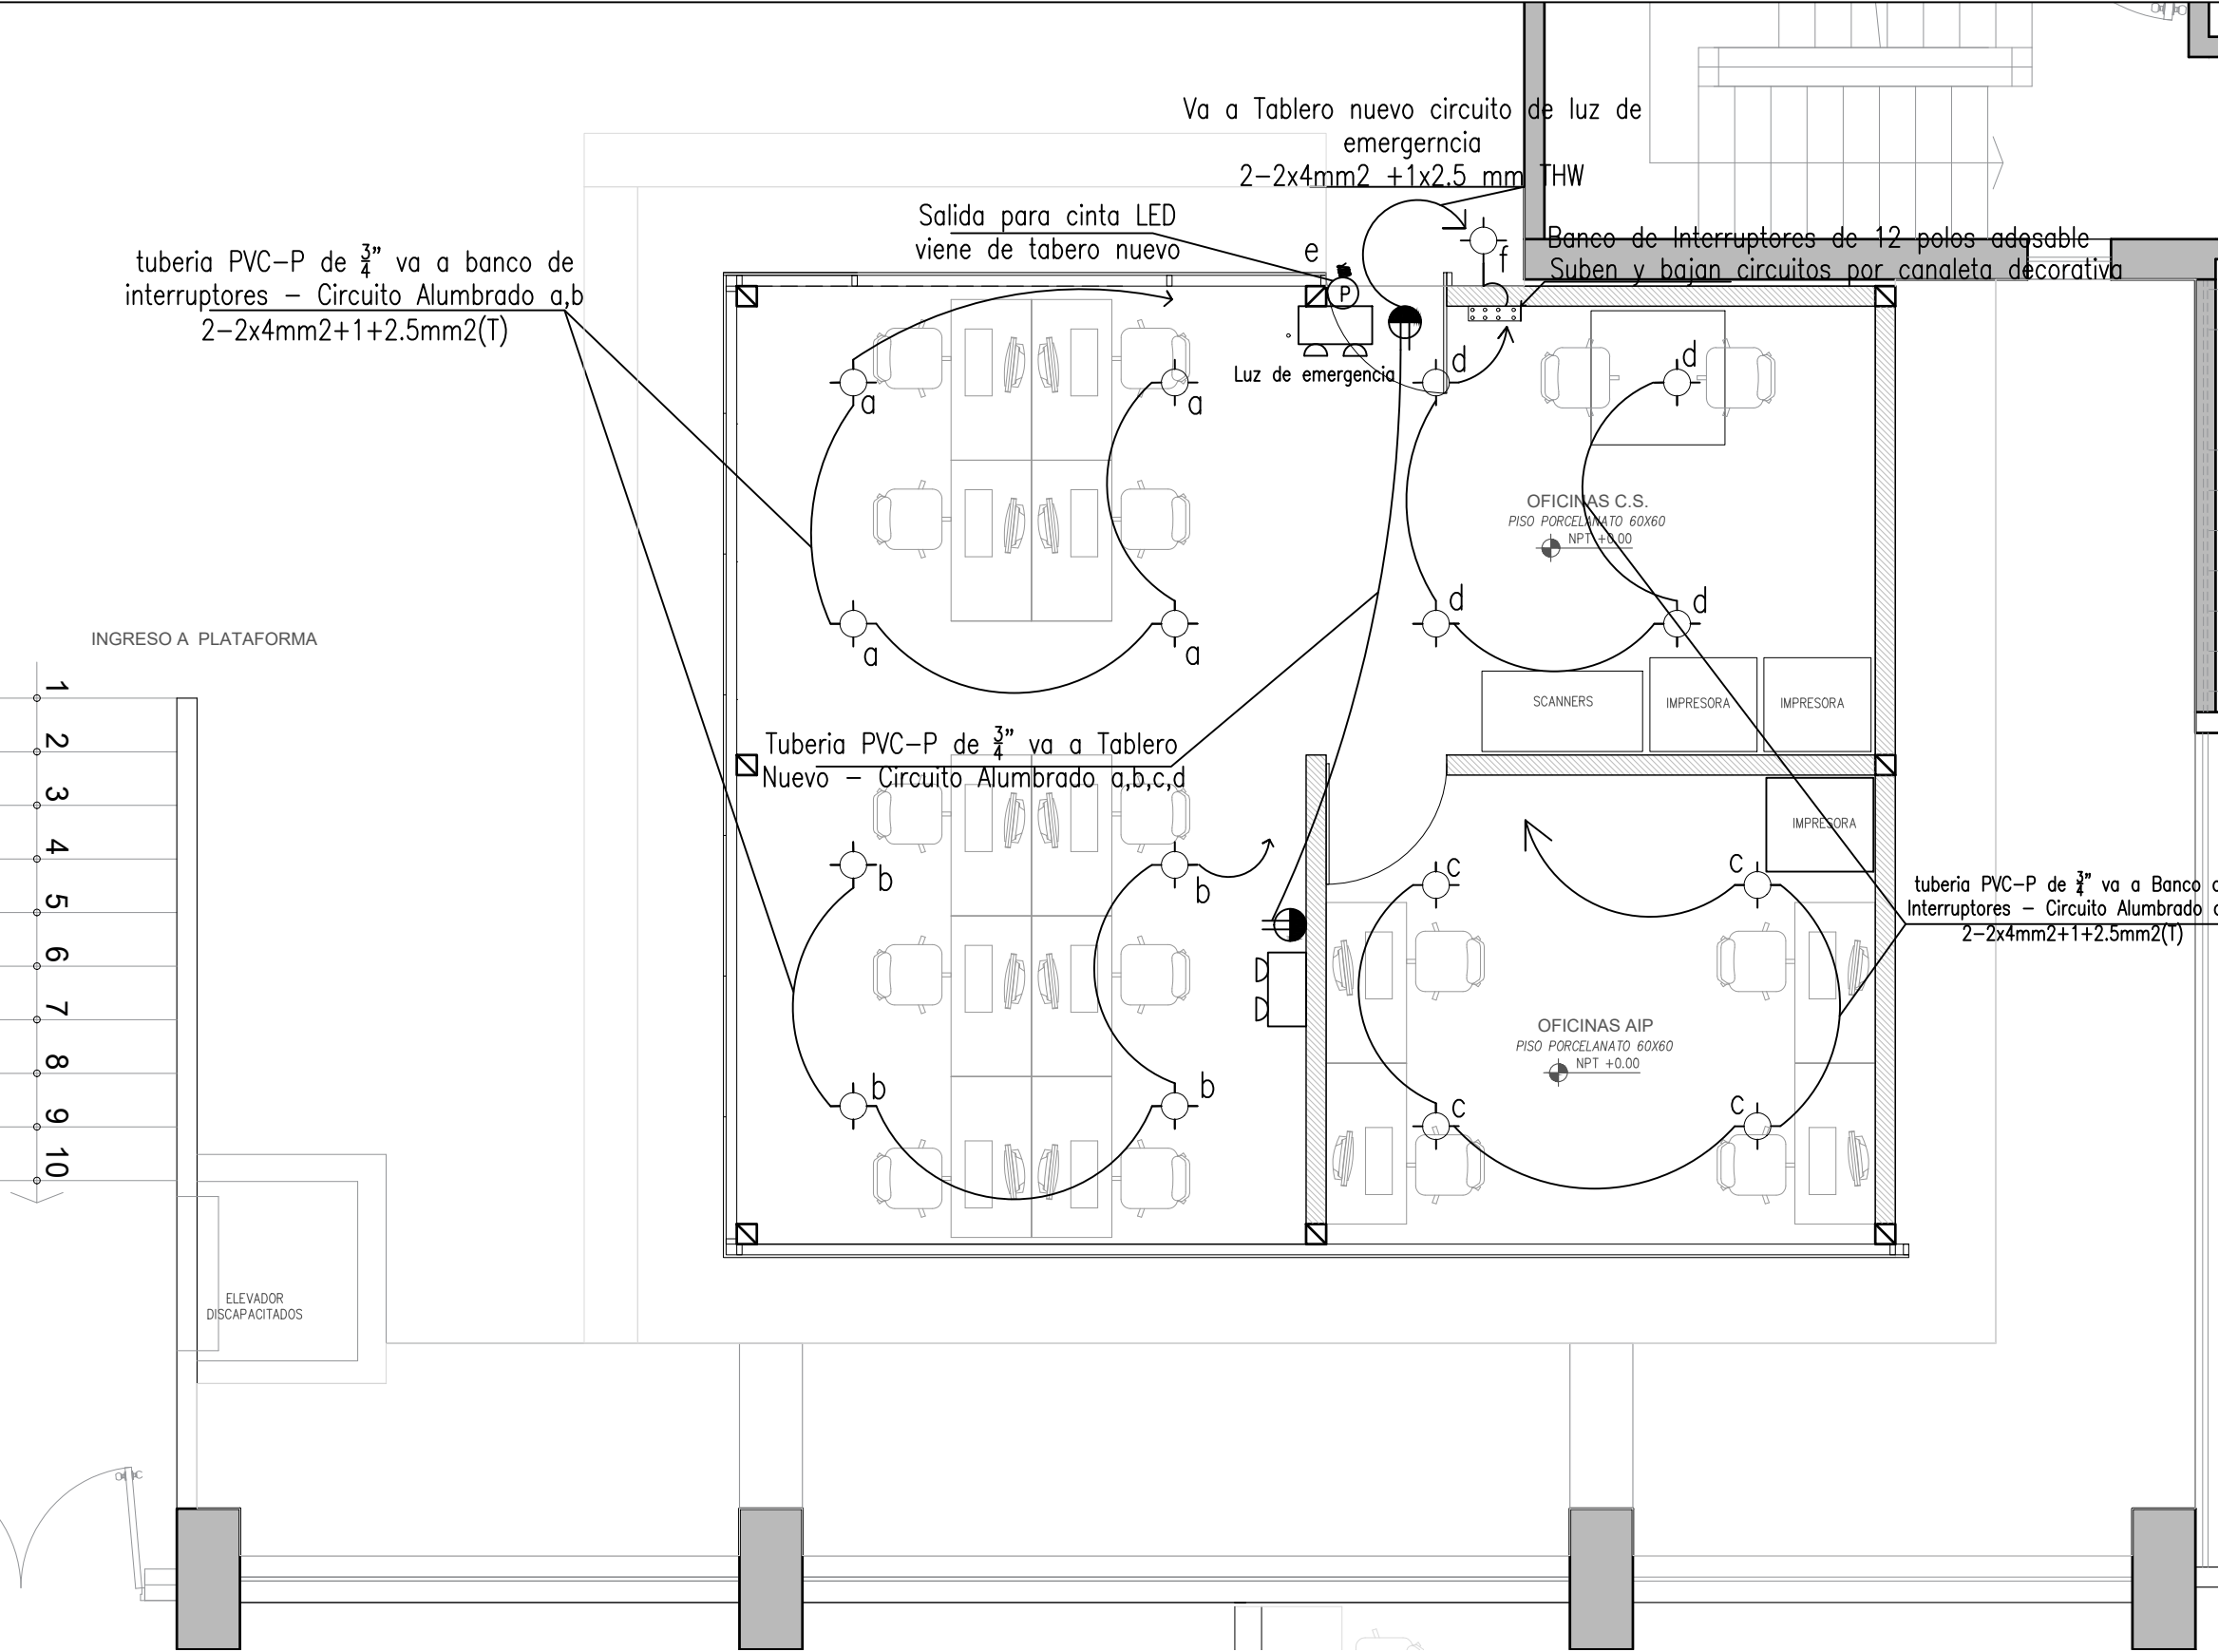 Va a Tablero nuevo circuito de luz de
emergerncia
2-2x4mm2 +1x2.5 mm THW
Salida para cinta LED
viene de tabero nuevo
e
f
P
Banco de Interruptores de 12 polos adosable
Suben y bajan circuitos por canaleta decorativa
tuberia PVC-P de 3/4" va a banco de
interruptores - Circuito Alumbrado a,b
2-2x4mm2+1+2.5mm2(T)
Luz de emergencia
d
d
a
a
OFICINAS C.S.
PISO PORCELANATO 60X60
NPT +0.00
d
d
a
a
INGRESO A PLATAFORMA
SCANNERS
IMPRESORA
IMPRESORA
1
2
3
4
5
6
7
8
9
10
Tuberia PVC-P de 3/4" va a Tablero
Nuevo - Circuito Alumbrado a,b,c,d
IMPRESORA
b
b
c
c
tuberia PVC-P de 3/4" va a Banco
Interruptores - Circuito Alumbrado
2-2x4mm2+1+2.5mm2(T)
OFICINAS AIP
PISO PORCELANATO 60X60
NPT +0.00
b
b
c
c
ELEVADOR
DISCAPACITADOS